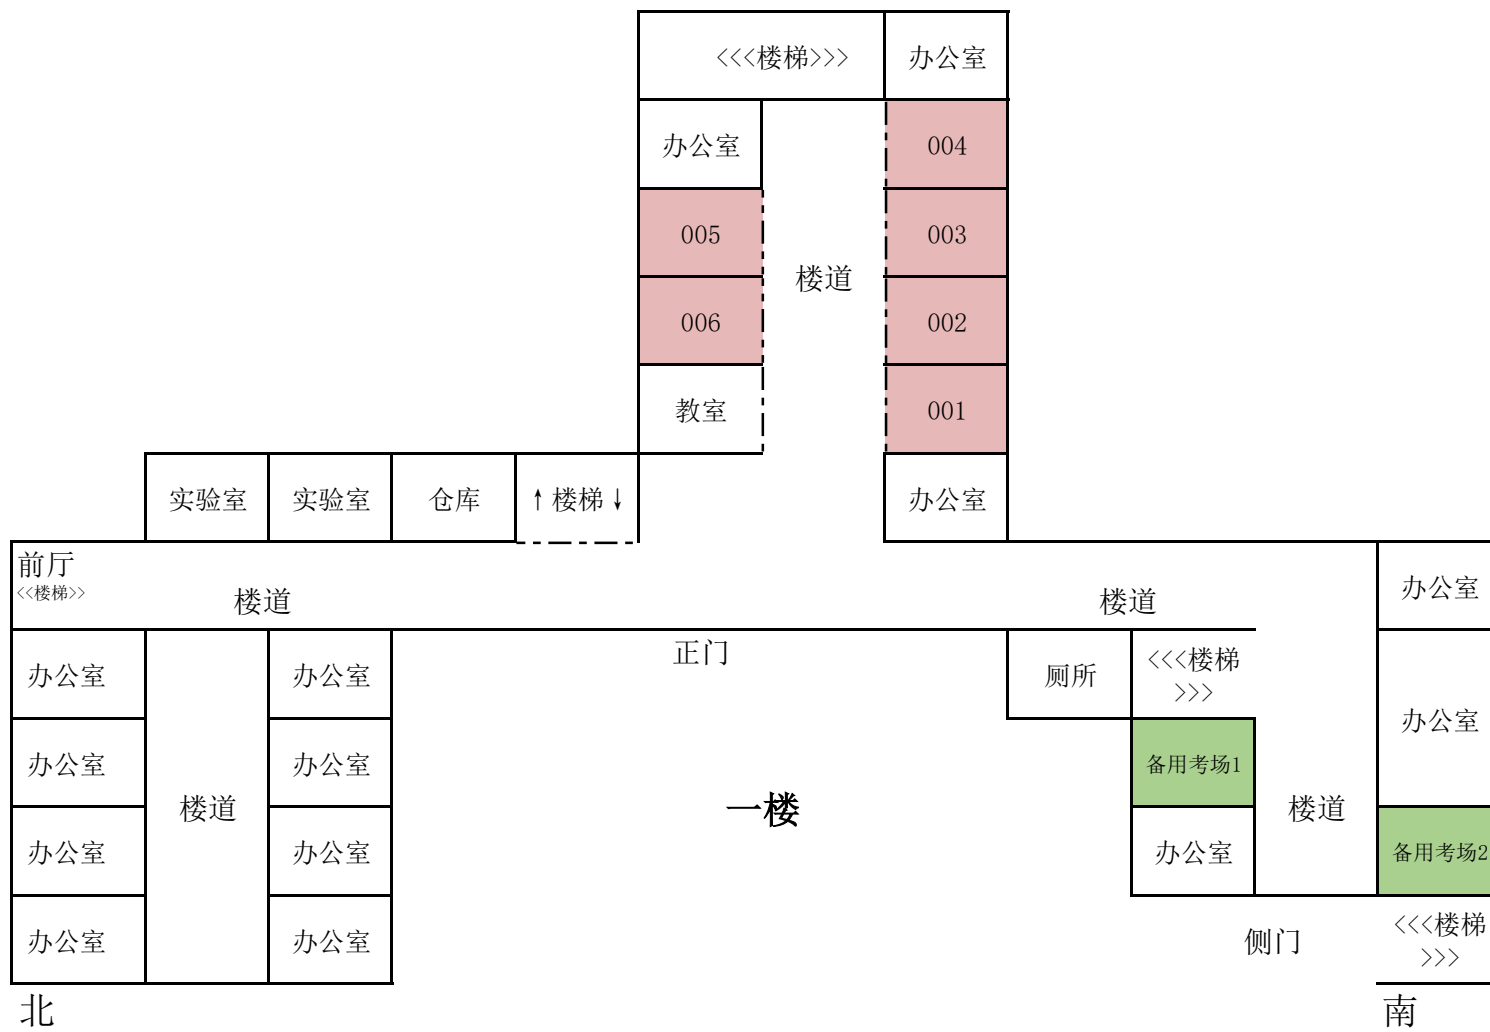 <<<楼梯>>>
办公室
办公室
004
005
003
楼道
006
002
教室
001
实验室
实验室
仓库
↑楼梯↓
办公室
前厅
<<楼梯>>
楼道
楼道
办公室
正门
办公室
办公室
厕所
<<<楼梯
>>>
办公室
办公室
办公室
备用考场1
楼道
一楼
楼道
办公室
办公室
办公室
备用考场2
办公室
办公室
侧门
<<<楼梯
>>>
北
南